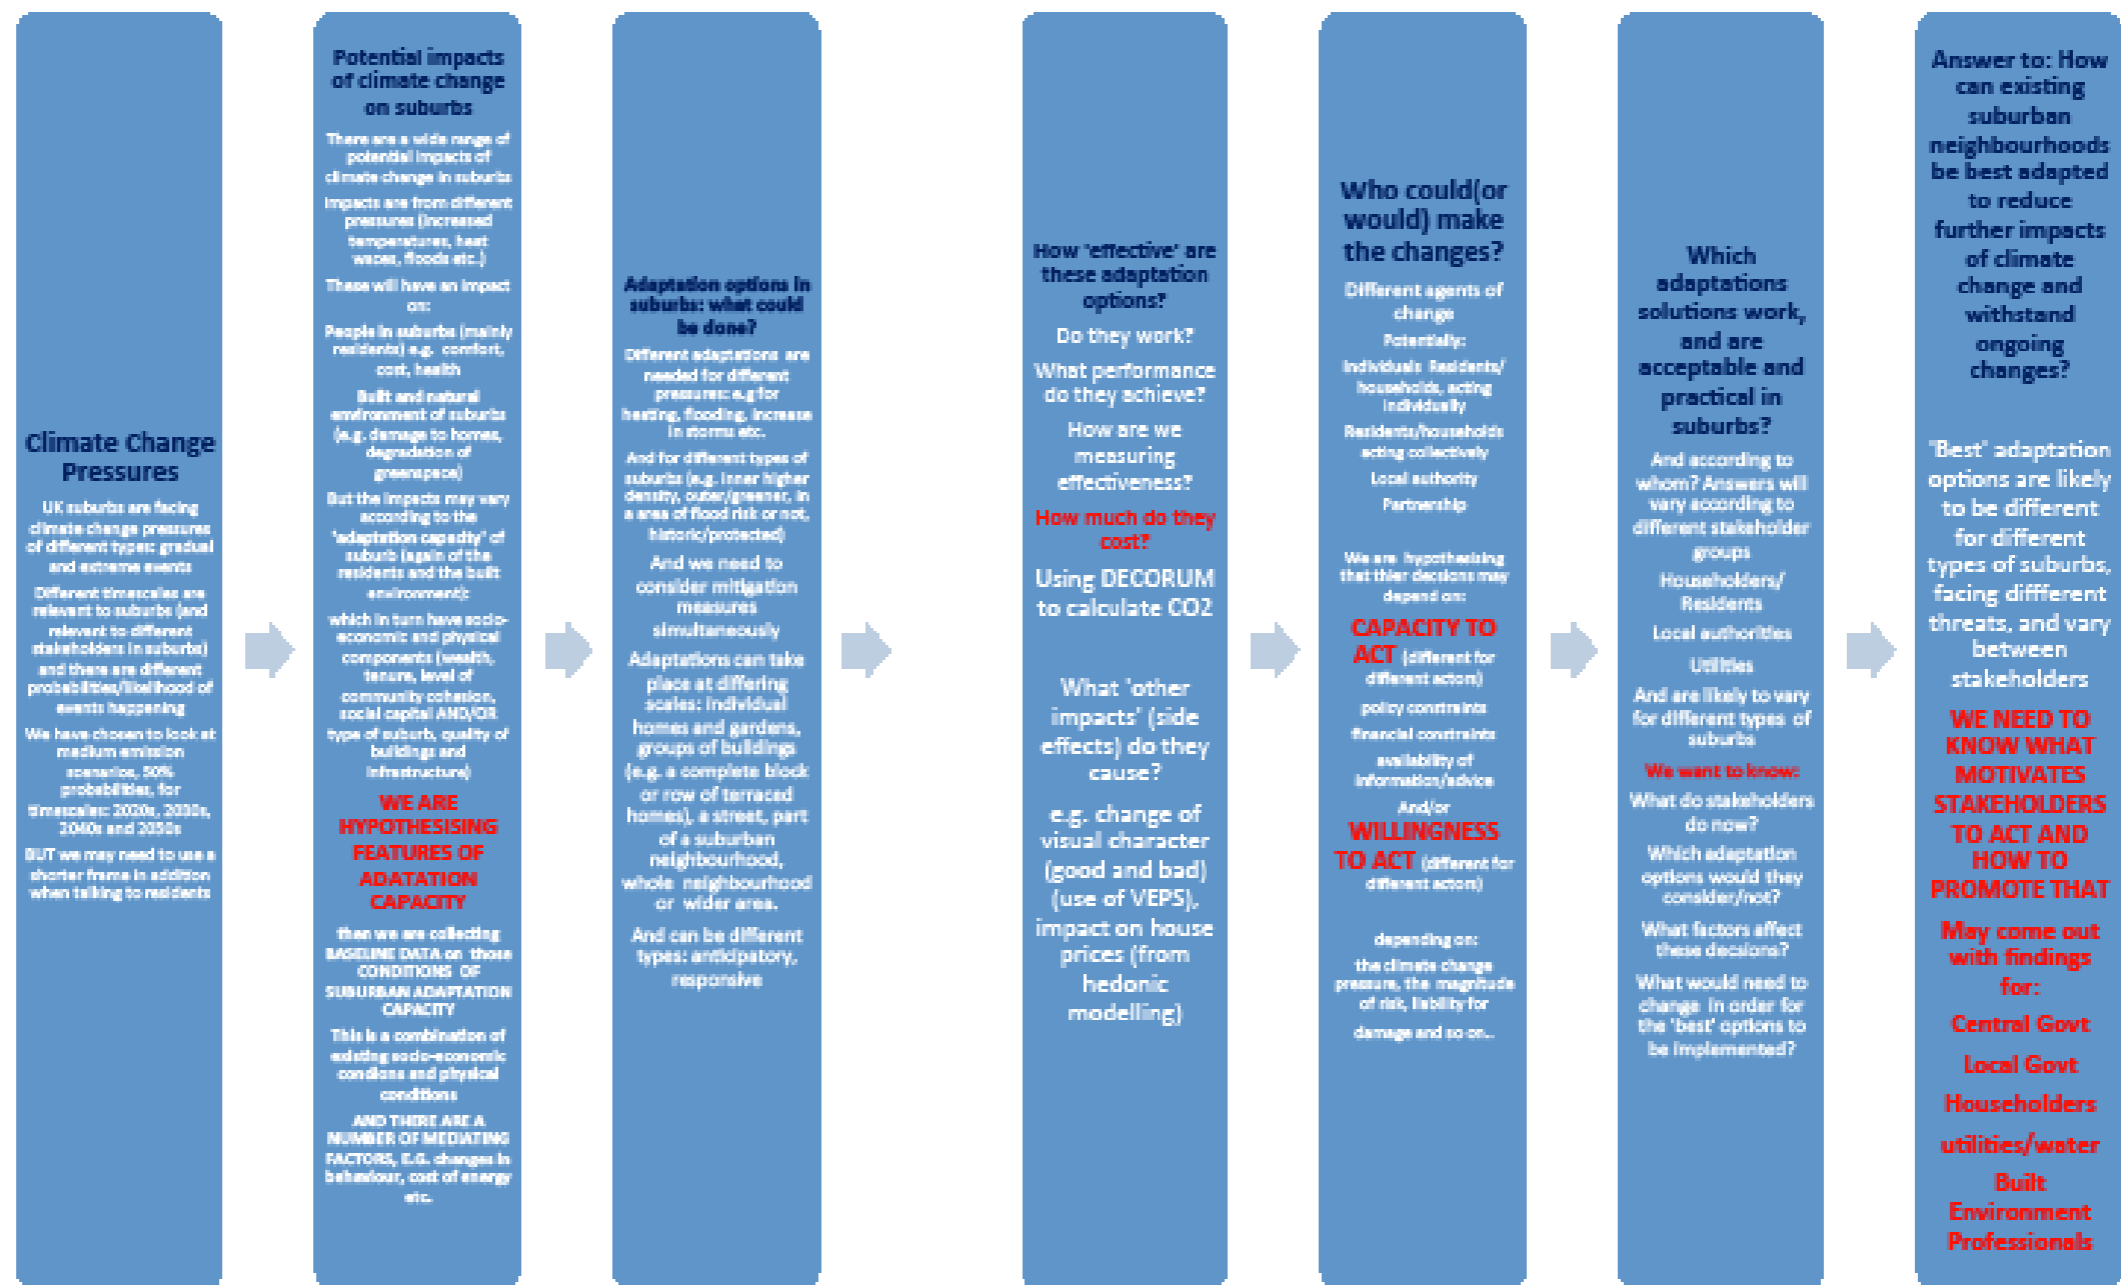 Climate Change
Pressures
UK suburbs are facing
climate change pressures
of different types: gradual
and extreme events
Different timescales are
relevant to suburbs (and
relevant to different
stakeholders in suburbs)
and there are different
probabilities/likelihood of
events happening
We have chosen to look at
medium emission
scenarios, 50%
probabilities, for
timescales: 2020s, 2030s,
2040s and 2050s
BUT we may need to use a
shorter frame in addition
when talking to residents
Potential impacts
of climate change
on suburbs
There are a wide range of
potential impacts of
climate change in suburbs
Impacts are from different
pressures (increased
temperatures, heat
waces, floods etc.)
These will have an impact
on:
People in suburbs (mainly
residents) e.g. comfort,
cost, health
Built and natural
environment of suburbs
(e.g. damage to homes,
degradation of
greenspace)
But the impacts may vary
according to the
'adaptation capacity' of
suburb (again of the
residents and the built
environment):
which in turn have socio-
economic and physical
components (wealth,
tenure, level of
community cohesion,
social capital AND/OR
type of suburb, quality of
buildings and
infrastructure)
WE ARE
HYPOTHESISING
FEATURES OF
ADATATION
CAPACITY
then we are collecting
BASELINE DATA on those
CONDITIONS OF
SUBURBAN ADAPTATION
CAPACITY
This is a combination of
existing socio-economic
condions and physical
conditions
AND THERE ARE A
NUMBER OF MEDIATING
FACTORS, E.G. changes in
behaviour, cost of energy
etc.
Adaptation options in
suburbs: what could
be done?
Different adaptations are
needed for different
pressures: e.g for
heating, flooding, increase
in storms etc.
And for different types of
suburbs (e.g. inner higher
density, outer/greener, in
a area of flood risk or not,
historic/protected)
And we need to
consider mitigation
measures
simultaneously
Adaptations can take
place at differing
scales: individual
homes and gardens,
groups of buildings
(e.g. a complete block
or row of terraced
homes), a street, part
of a suburban
neighbourhood,
whole neighbourhood
or wider area.
And can be different
types: anticipatory,
responsive
How 'effective' are
these adaptation
options?
Do they work?
What performance
do they achieve?
How are we
measuring
effectiveness?
How much do they
cost?
Using DECORUM
to calculate CO2
What 'other
impacts' (side
effects) do they
cause?
e.g. change of
visual character
(good and bad)
(use of VEPS),
impact on house
prices (from
hedonic
modelling)
Who could(or
would) make
the changes?
Different agents of
change
Potentially:
Individuals Residents/
households, acting
individually
Residents/households
acting collectively
Local authority
Partnership
We are hypothesising
that thier decsions may
depend on:
CAPACITY TO
ACT (different for
different actors)
policy constraints
financial constraints
availability of
information/advice
And/or
WILLINGNESS
TO ACT (different for
different actors)
depending on:
the climate change
pressure, the magnitude
of risk, liability for
damage and so on..
Which
adaptations
solutions work,
and are
acceptable and
practical in
suburbs?
And according to
whom? Answers will
vary according to
different stakeholder
groups
Householders/
Residents
Local authorities
Utilities
And are likely to vary
for different types of
suburbs
We want to know:
What do stakeholders
do now?
Which adaptation
options would they
consider/not?
What factors affect
these decsions?
What would need to
change in order for
the 'best' options to
be implemented?
Answer to: How
can existing
suburban
neighbourhoods
be best adapted
to reduce
further impacts
of climate
change and
withstand
ongoing
changes?
'Best' adaptation
options are likely
to be different
for different
types of suburbs,
facing diffferent
threats, and vary
between
stakeholders
WE NEED TO
KNOW WHAT
MOTIVATES
STAKEHOLDERS
TO ACT AND
HOW TO
PROMOTE THAT
May come out
with findings
for:
Central Govt
Local Govt
Householders
utilities/water
Built
Environment
Professionals